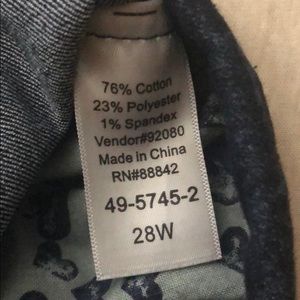 76% Cotton
23% Polyester
1% Spandex
Vendor#92080
Made in China
RN#88842
49-5745-2
28W